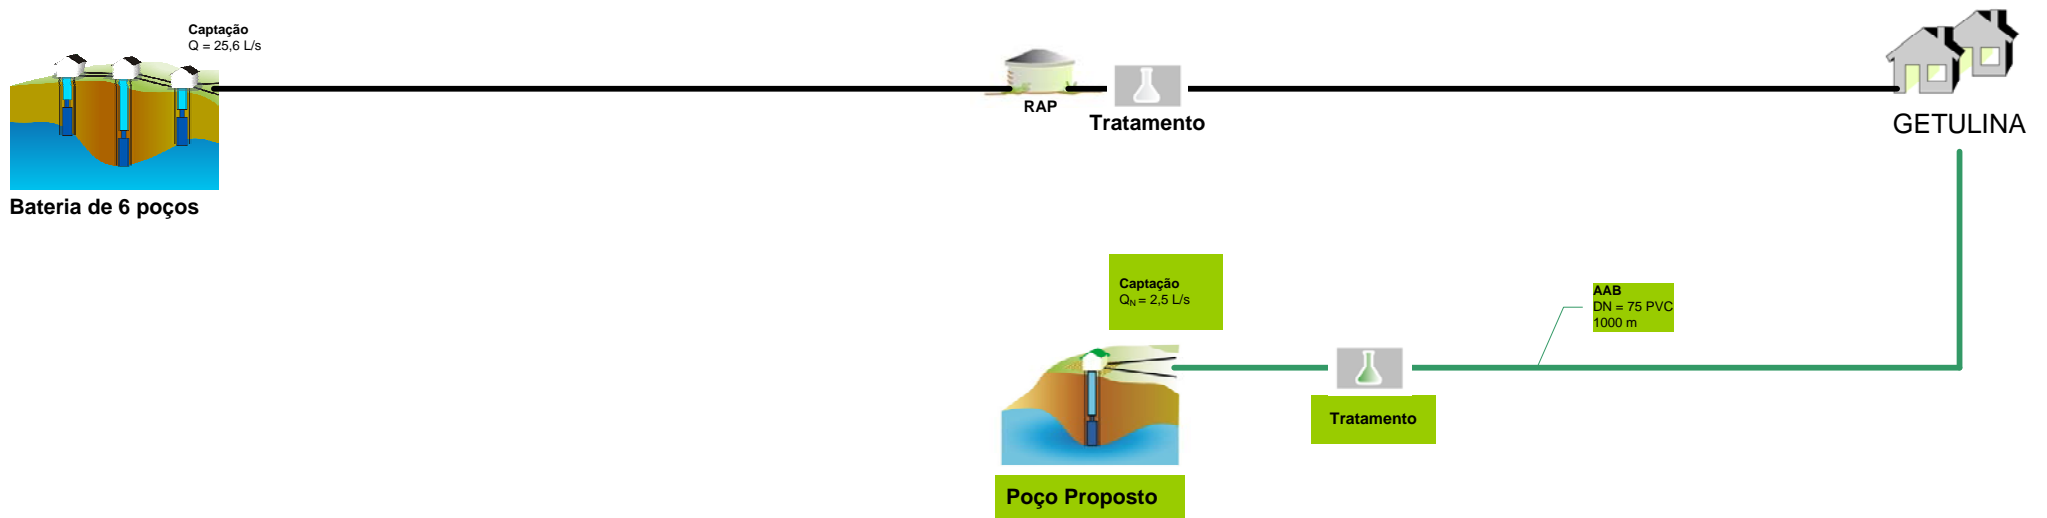 Captação
Q = 25,6 L/s
RAP
Tratamento
GETULINA
Bateria de 6 poços
Captação
QN = 2,5 L/s
AAB
DN = 75 PVC
1000 m
Tratamento
Poço Proposto